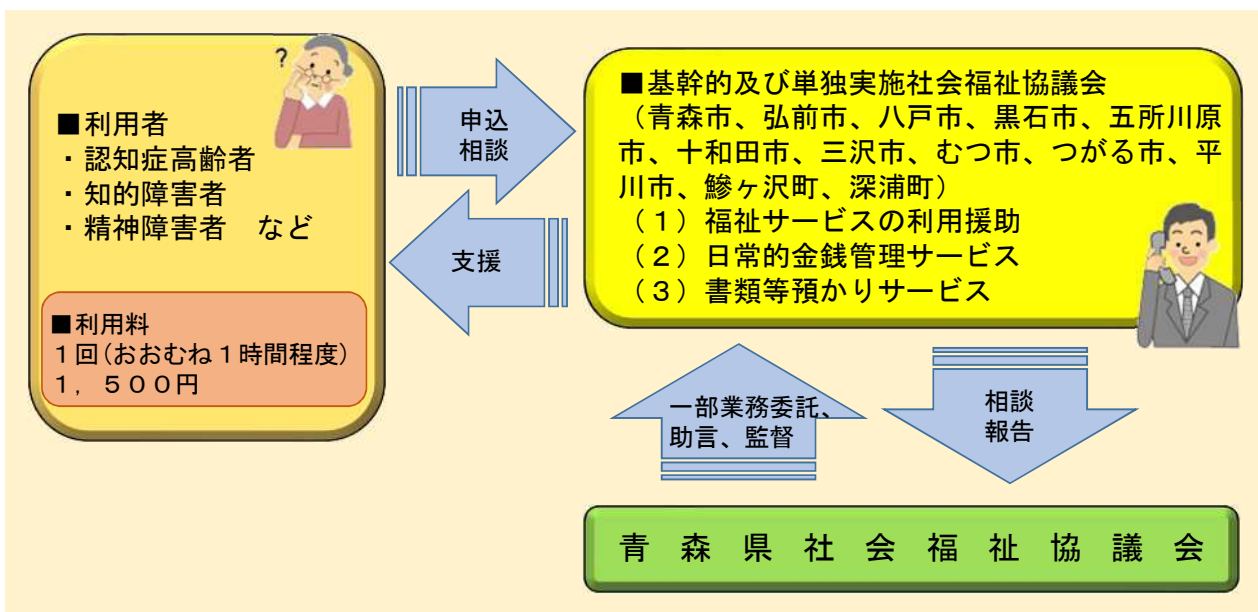 ?
■利用者
・認知症高齢者
・知的障害者
・精神障害者　など
■利用料
１回(おおむね１時間程度)
１，５００円
申込
相談
支援
■基幹的及び単独実施社会福祉協議会
（青森市、弘前市、八戸市、黒石市、五所川原
市、十和田市、三沢市、むつ市、つがる市、平
川市、鰺ヶ沢町、深浦町）
（１）福祉サービスの利用援助
（２）日常的金銭管理サービス
（３）書類等預かりサービス
一部業務委託、
助言、監督
相談
報告
青　森　県　社　会　福　祉　協　議　会